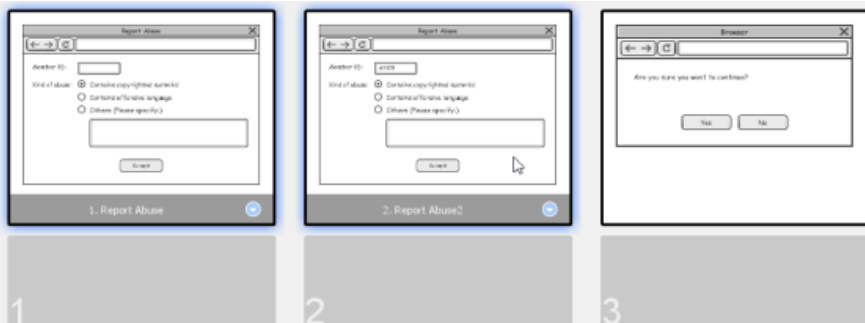 Report Abuse
Kind of abuse:
Contains copyrighted material
Contains offensive language
Others (Please specify:)
1. Report Abuse
Report Abuse
Kind of abuse:
Contains copyrighted material
Contains offensive language
Others (Please specify:)
2. Report Abuse2
Browser
Are you sure you want to continue?
Yes
No
1
2
3